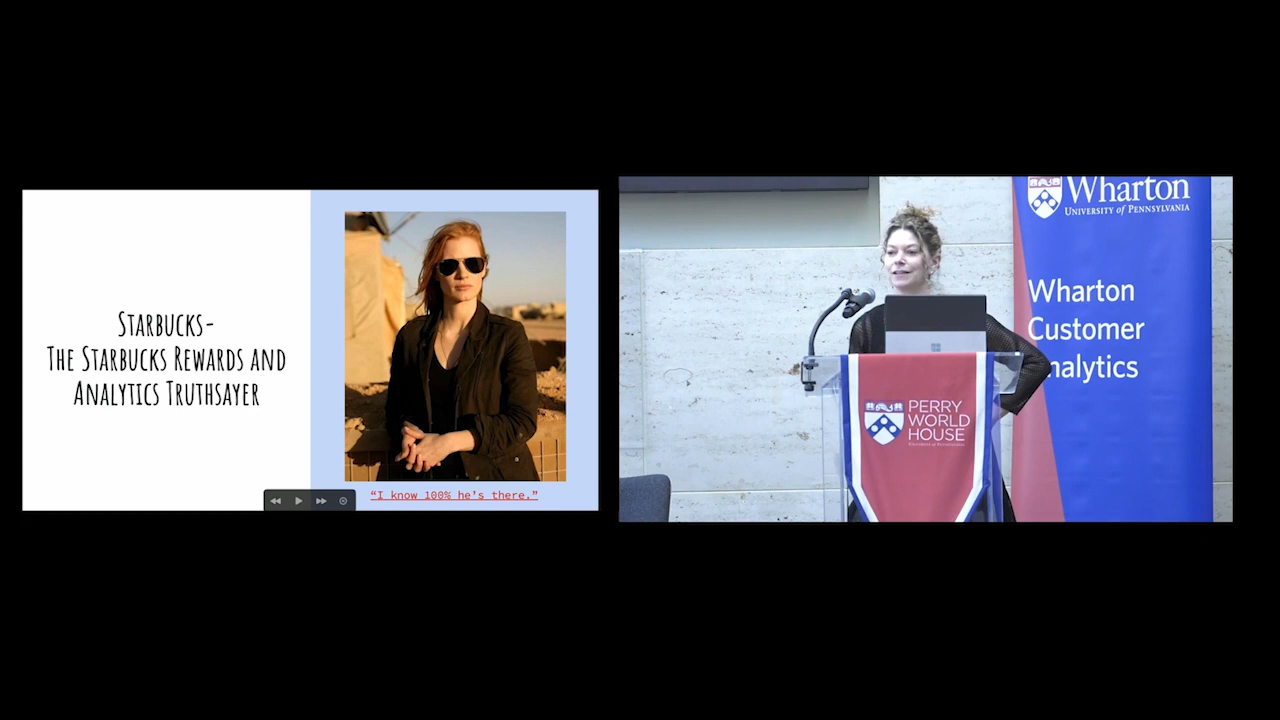 STARBUCKS-
THE STARBUCKS REWARDS AND
ANALYTICS TRUTHSAYER
“I know 100% he’s there.”
Wharton
UNIVERSITY of PENNSYLVANIA
Wharton
Customer
nalytics
PERRY
WORLD
HOUSE